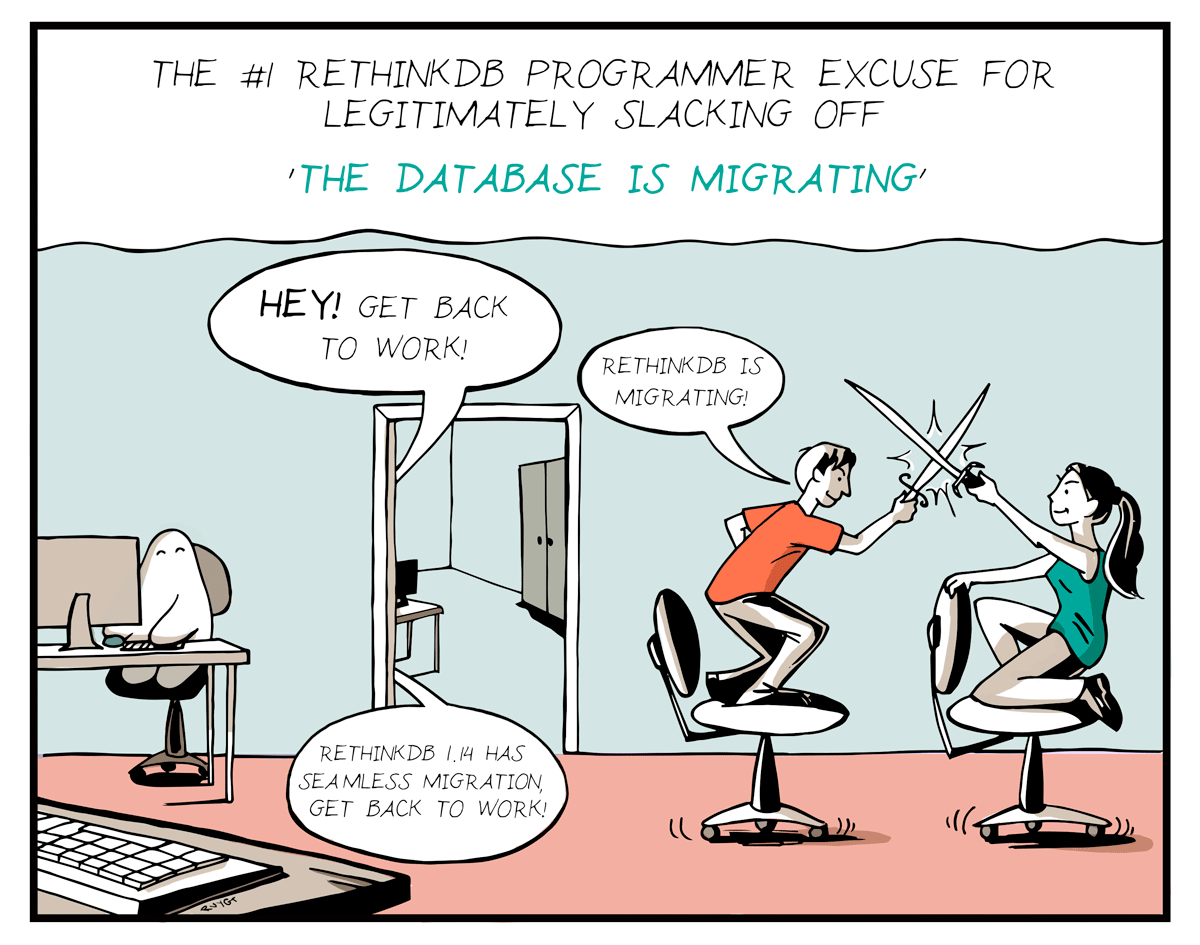 THE #1 RETHINKDB PROGRAMMER EXCUSE FOR
LEGITIMATELY SLACKING OFF
'THE DATABASE IS MIGRATING'
HEY! GET BACK
TO WORK!
RETHINKDB IS
MIGRATING!
RETHINKDB 1.14 HAS
SEAMLESS MIGRATION,
GET BACK TO WORK!